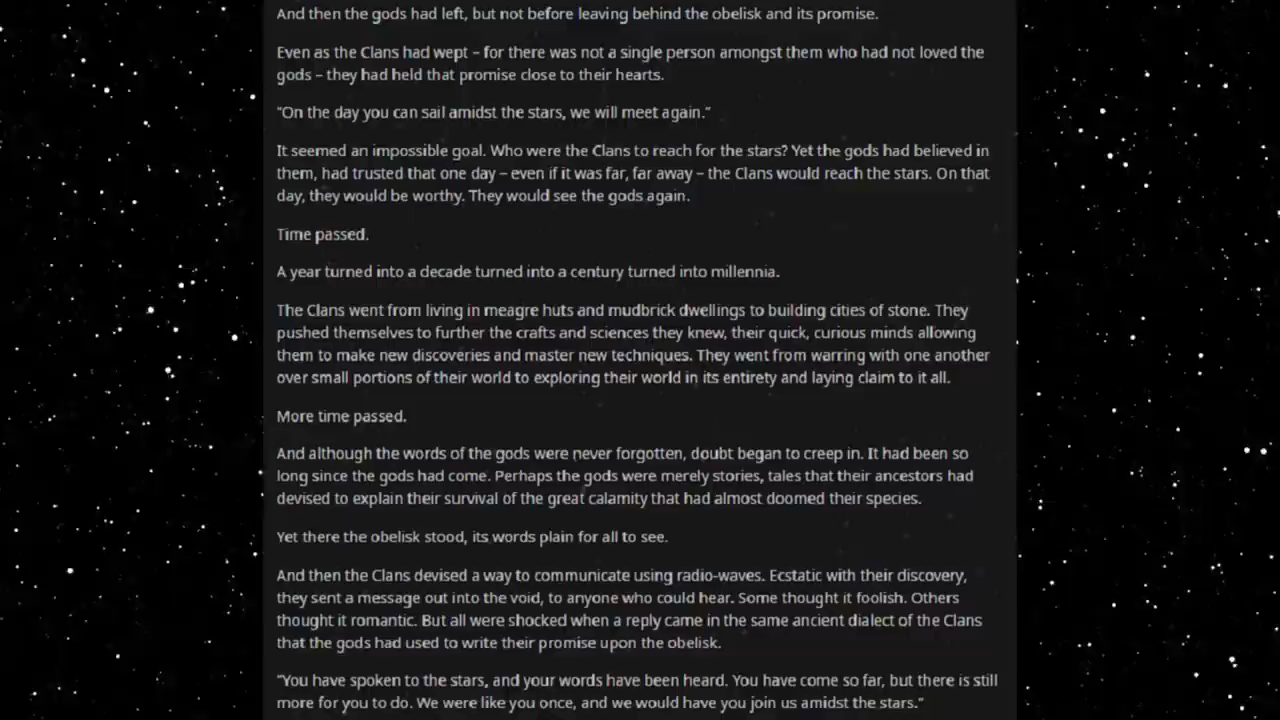 And then the gods had left, but not before leaving behind the obelisk and its promise.
Even as the Clans had wept – for there was not a single person amongst them who had not loved the
gods – they had held that promise close to their hearts.
“On the day you can sail amidst the stars, we will meet again.”
It seemed an impossible goal. Who were the Clans to reach for the stars? Yet the gods had believed in
them, had trusted that one day – even if it was far, far away – the Clans would reach the stars. On that
day, they would be worthy. They would see the gods again.
Time passed.
A year turned into a decade turned into a century turned into millennia.
The Clans went from living in meagre huts and mudbrick dwellings to building cities of stone. They
pushed themselves to further the crafts and sciences they knew, their quick, curious minds allowing
them to make new discoveries and master new techniques. They went from warring with one another
over small portions of their world to exploring their world in its entirety and laying claim to it all.
More time passed.
And although the words of the gods were never forgotten, doubt began to creep in. It had been so
long since the gods had come. Perhaps the gods were merely stories, tales that their ancestors had
devised to explain their survival of the great calamity that had almost doomed their species.
Yet there the obelisk stood, its words plain for all to see.
And then the Clans devised a way to communicate using radio-waves. Ecstatic with their discovery,
they sent a message out into the void, to anyone who could hear. Some thought it foolish. Others
thought it romantic. But all were shocked when a reply came in the same ancient dialect of the Clans
that the gods had used to write their promise upon the obelisk.
“You have spoken to the stars, and your words have been heard. You have come so far, but there is still
more for you to do. We were like you once, and we would have you join us amidst the stars.”